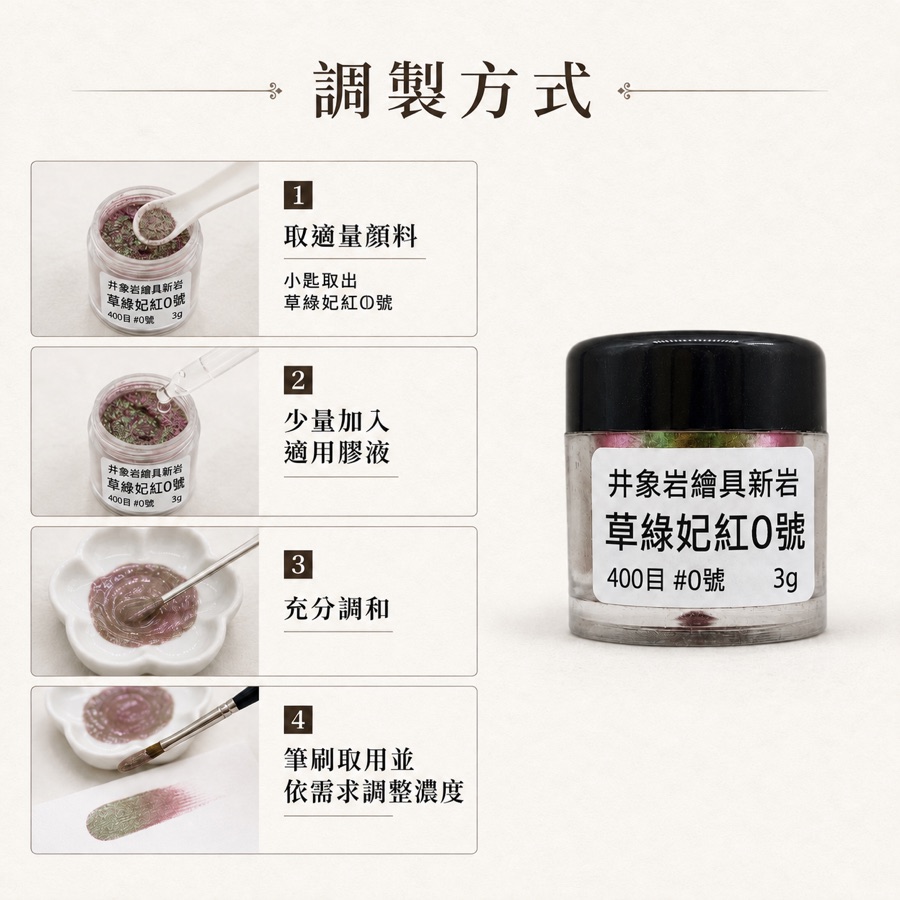 調製方式
1
取適量顏料
小匙取出
草綠妃紅0號
井象岩繪具新岩
草綠妃紅0號
400目 #0號 3g
2
少量加入
適用膠液
井象岩繪具新岩
草綠妃紅0號
400目 #0號 3g
3
充分調和
4
筆刷取用並
依需求調整濃度
井象岩繪具新岩
草綠妃紅0號
400目 #0號 3g